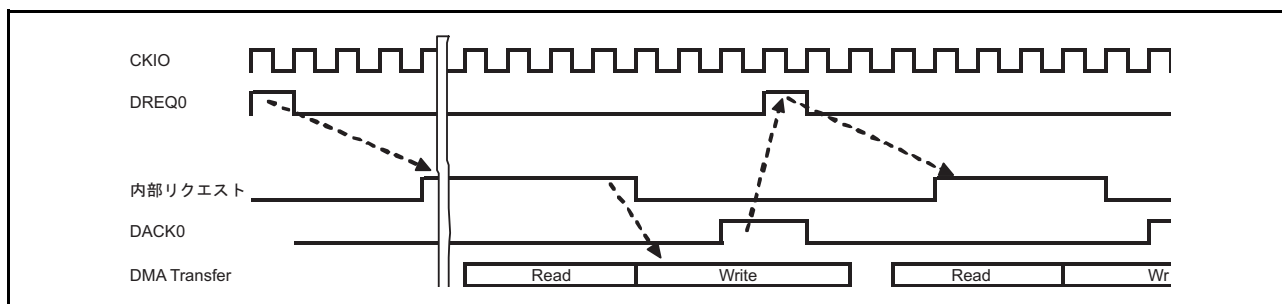 CKIO
DREQ0
内部リクエスト
DACK0
DMA Transfer Read Write Read Wr